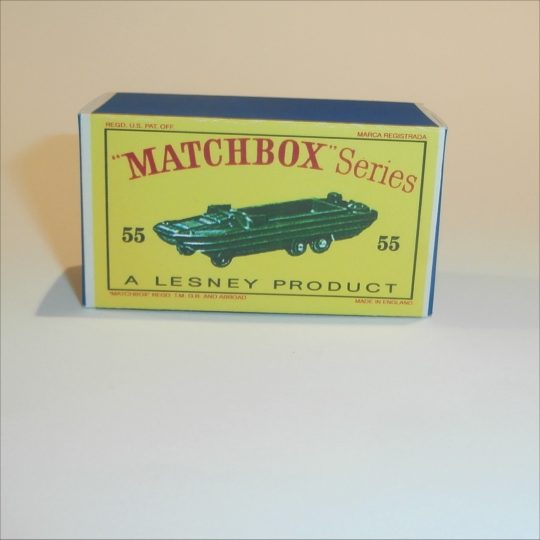 REGD. U.S. PAT. OFF.
MARCA REGISTRADA
"MATCHBOX" Series
55
55
A LESNEY PRODUCT
"MATCHBOX" REGD. T.M. G.B. AND ABROAD
MADE IN ENGLAND